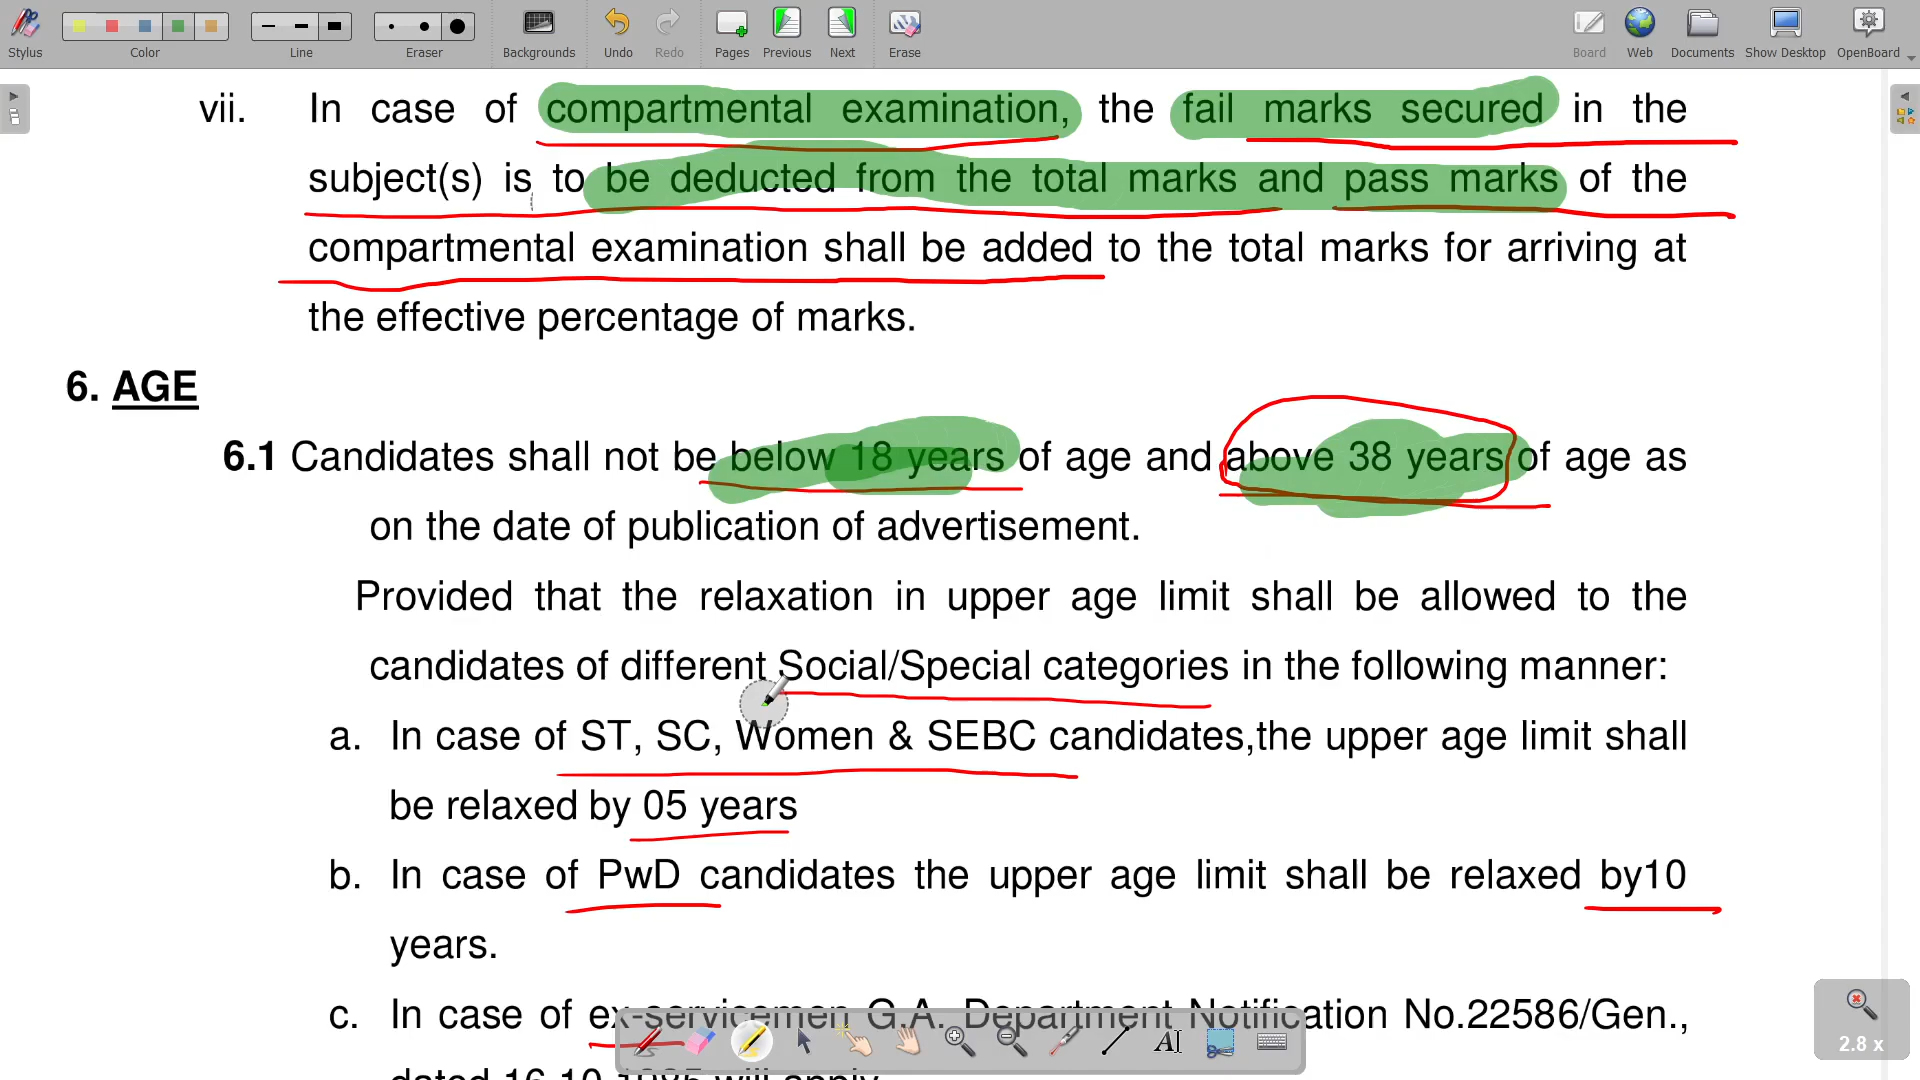 Stylus
Color
Line
Eraser
Backgrounds
Undo
Redo
Pages
Previous
Next
Erase
Board
Web
Documents
Show Desktop
OpenBoard
vii. In case of compartmental examination, the fail marks secured in the
subject(s) is to be deducted from the total marks and pass marks of the
compartmental examination shall be added to the total marks for arriving at
the effective percentage of marks.
6. AGE
6.1 Candidates shall not be below 18 years of age and above 38 years of age as
on the date of publication of advertisement.
Provided that the relaxation in upper age limit shall be allowed to the
candidates of different Social/Special categories in the following manner:
a. In case of ST, SC, Women & SEBC candidates,the upper age limit shall
be relaxed by 05 years
b. In case of PwD candidates the upper age limit shall be relaxed by10
years.
c. In case of ex-servicemen G.A. Department Notification No.22586/Gen.,
dated 16.10.1985 will apply
2.8 x